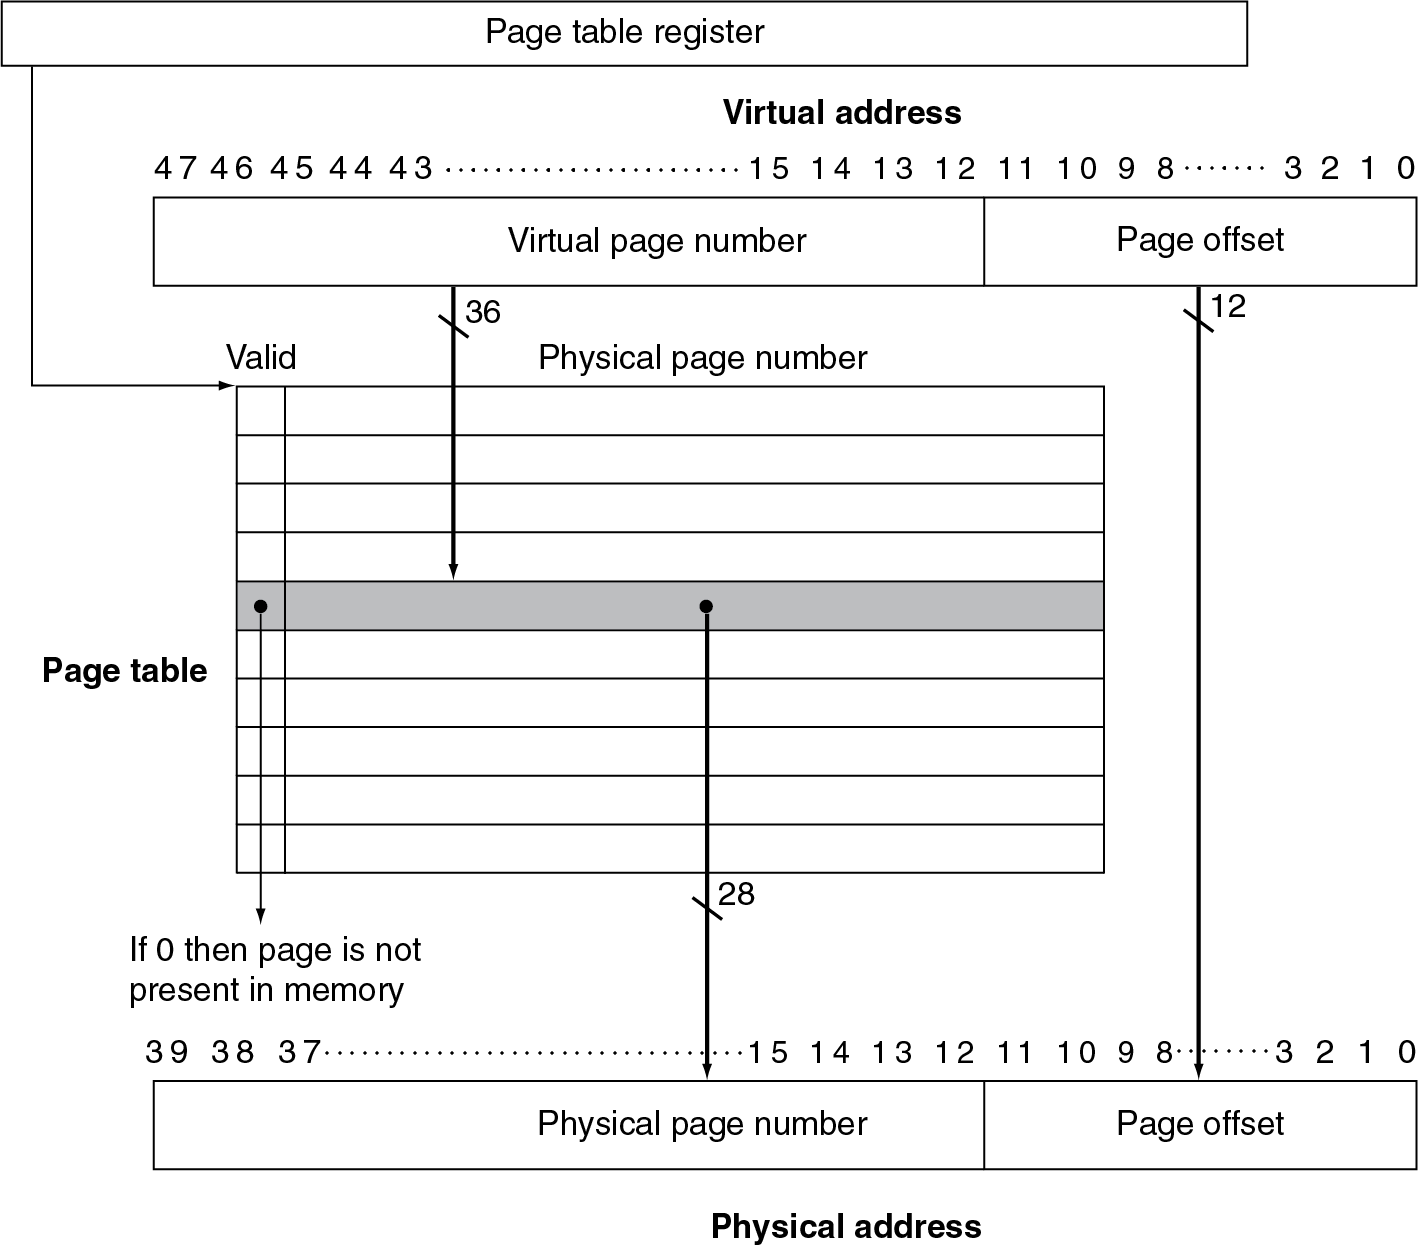 Page table register
Virtual address
47 46 45 44 43 ........................ 15 14 13 12 11 10 9 8 ....... 3 2 1 0
Virtual page number Page offset
36 12
Valid Physical page number
Page table
28
If 0 then page is not
present in memory
39 38 37 .................................. 15 14 13 12 11 10 9 8 ........ 3 2 1 0
Physical page number Page offset
Physical address